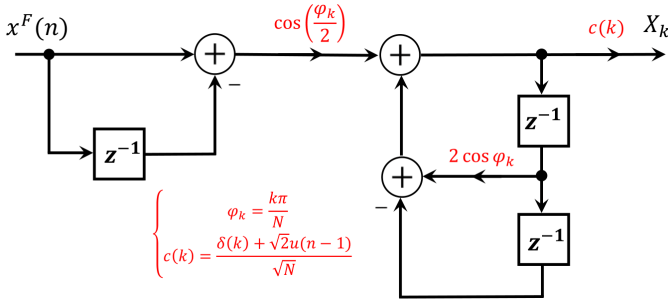 x^F(n)
cos(φ_k/2)
c(k)
X_k
+
−
+
z⁻¹
z⁻¹
+
−
2 cos φ_k
z⁻¹
φ_k = kπ/N
c(k) = (δ(k) + √2u(n − 1))/√N